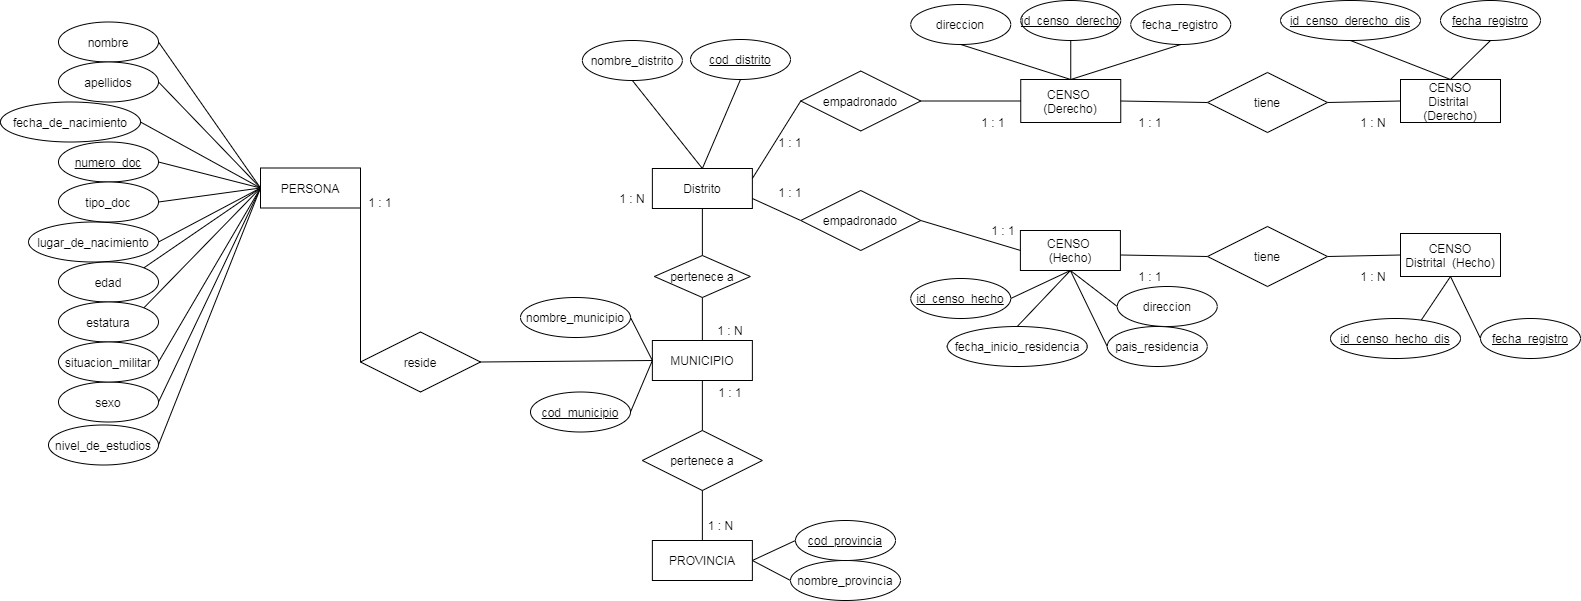 nombre
apellidos
fecha_de_nacimiento
numero_doc
tipo_doc
lugar_de_nacimiento
edad
estatura
situacion_militar
sexo
nivel_de_estudios
PERSONA
1 : 1
reside
nombre_distrito
cod_distrito
Distrito
1 : N
pertenece a
1 : N
nombre_municipio
MUNICIPIO
cod_municipio
1 : 1
pertenece a
1 : N
PROVINCIA
cod_provincia
nombre_provincia
empadronado
1 : 1
1 : 1
direccion
id_censo_derecho
fecha_registro
CENSO
(Derecho)
1 : 1
tiene
1 : N
id_censo_derecho_dis
fecha_registro
CENSO
Distrital
(Derecho)
1 : 1
empadronado
1 : 1
CENSO
(Hecho)
1 : 1
id_censo_hecho
fecha_inicio_residencia
direccion
pais_residencia
tiene
1 : N
CENSO
Distrital (Hecho)
id_censo_hecho_dis
fecha_registro